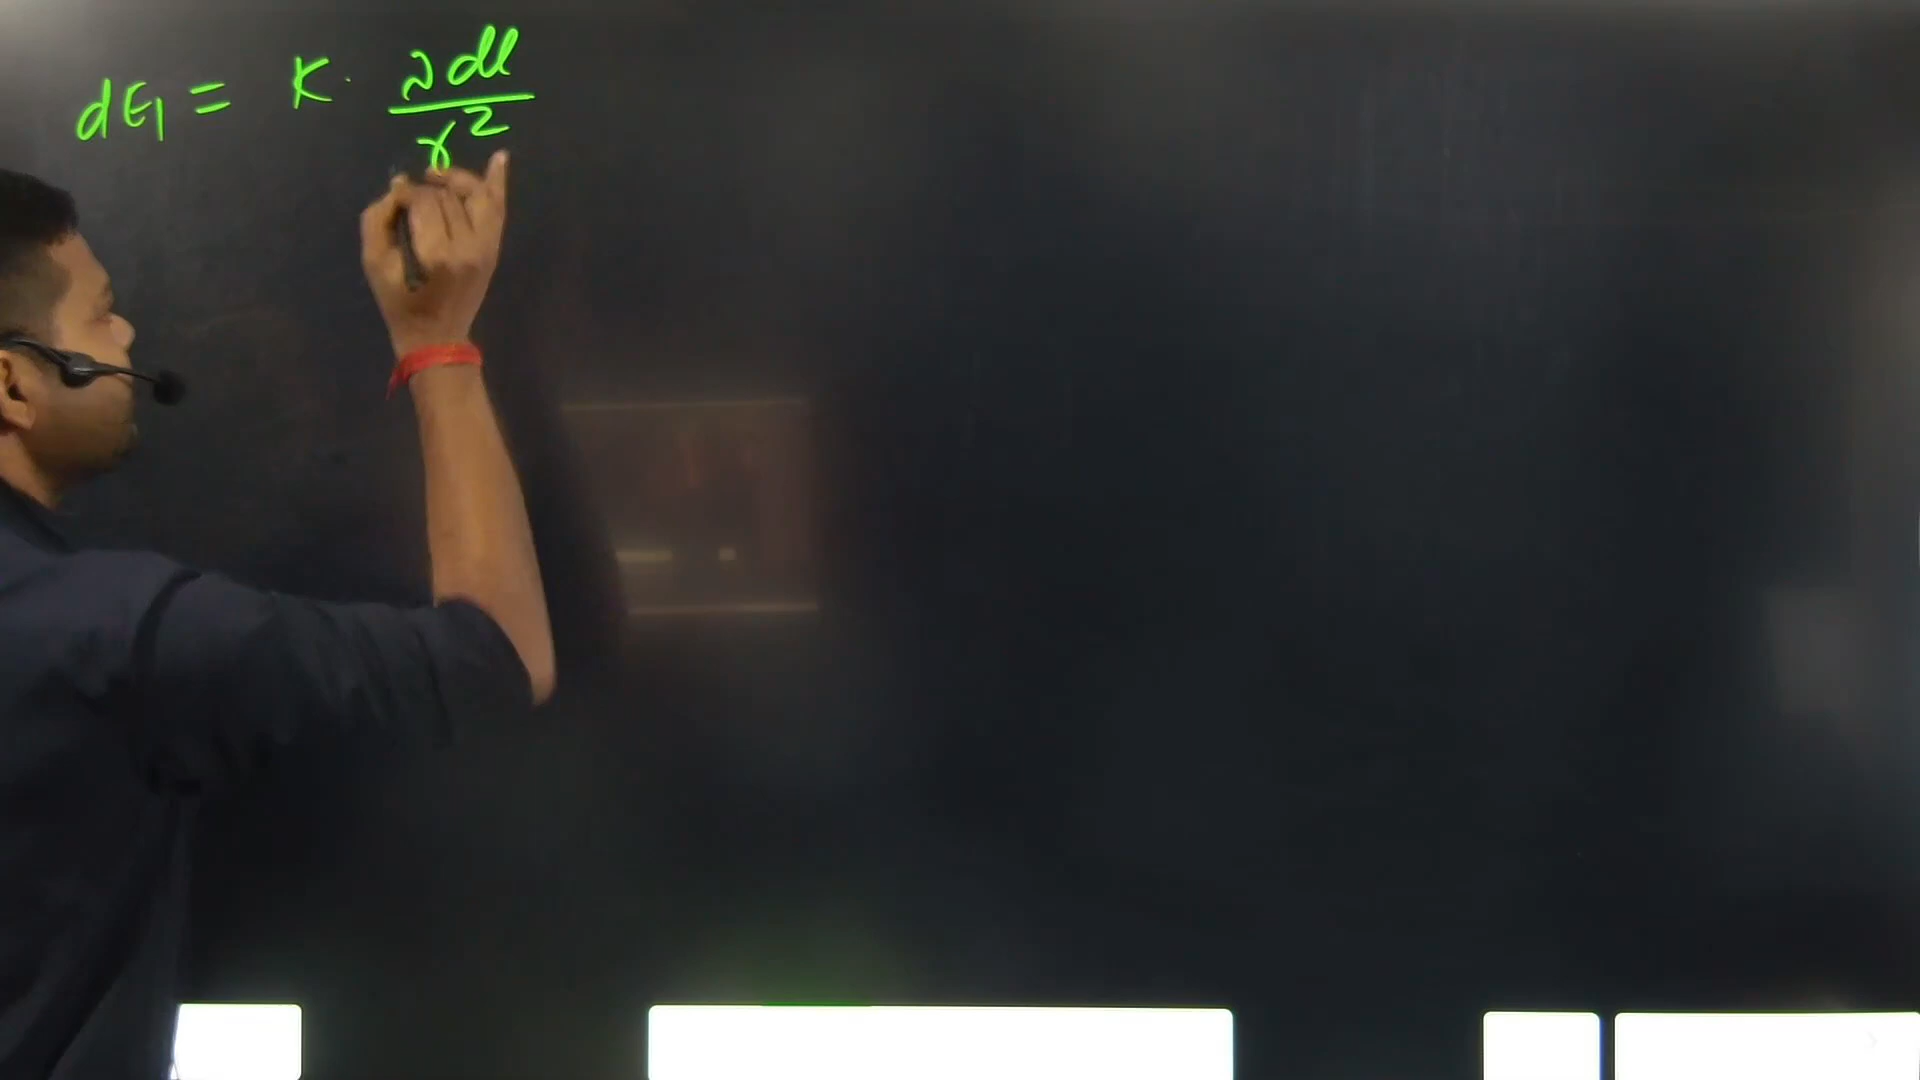 dE₁ = K · λdl / r²